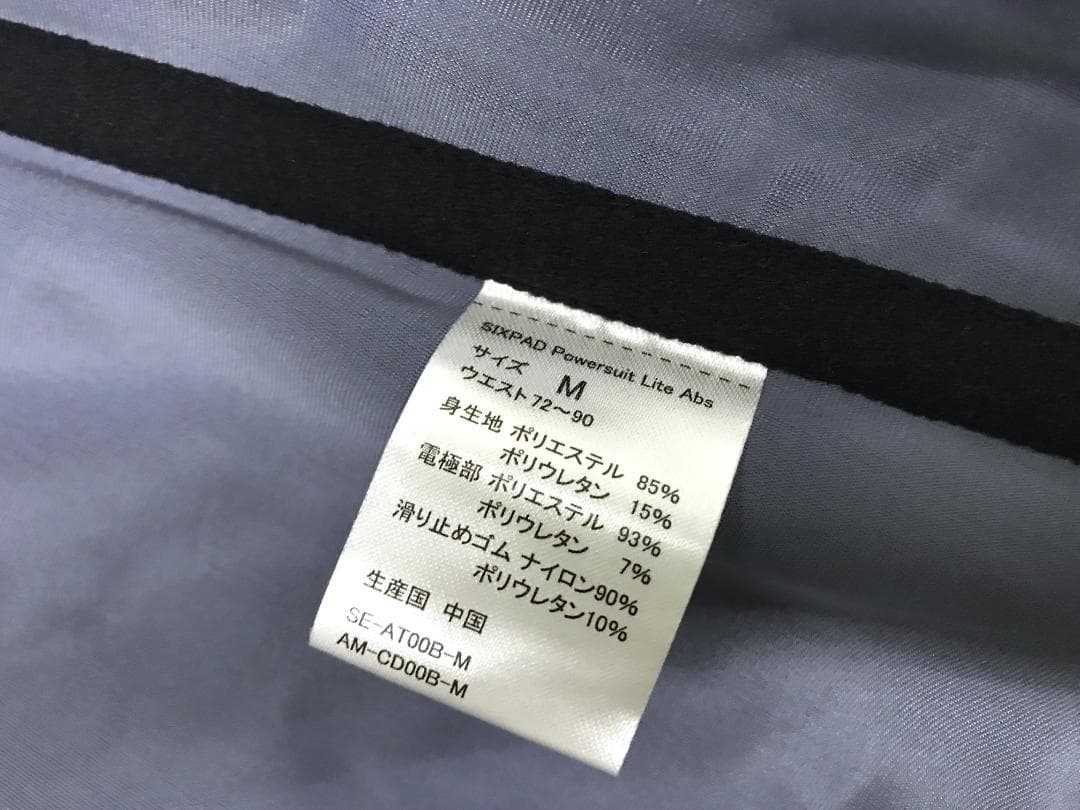 SIXPAD Powersuit Lite Abs
サイズ M
ウエスト72～90
身生地 ポリエステル 85%
ポリウレタン 15%
電極部 ポリエステル 93%
ポリウレタン 7%
滑り止めゴム ナイロン90%
ポリウレタン10%
生産国 中国
SE-AT00B-M
AM-CD00B-M